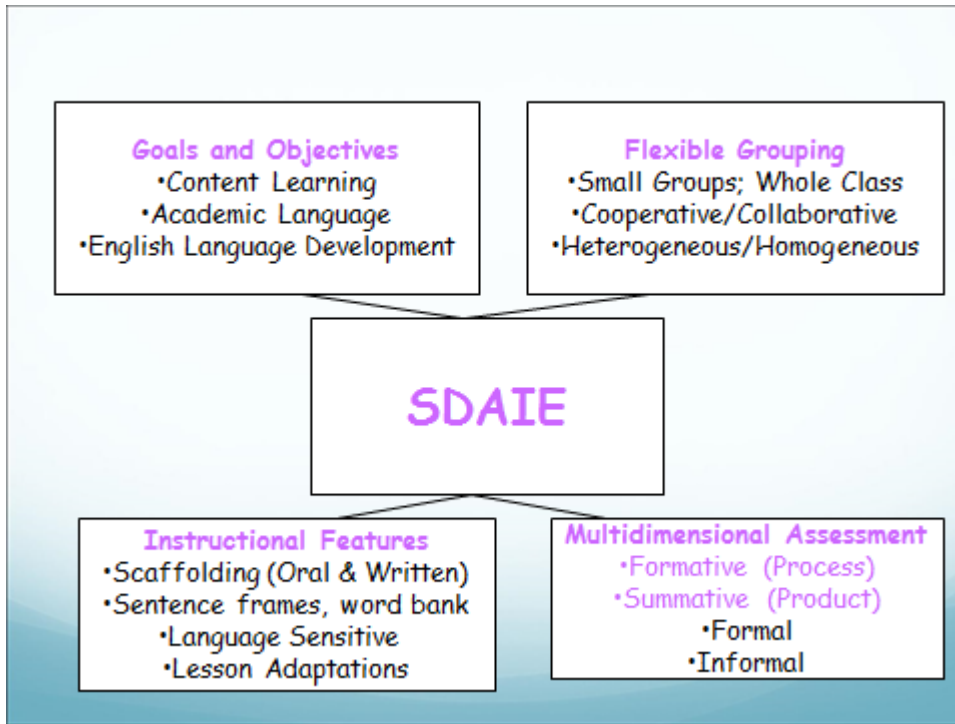 Goals and Objectives
•Content Learning
•Academic Language
•English Language Development
Flexible Grouping
•Small Groups; Whole Class
•Cooperative/Collaborative
•Heterogeneous/Homogeneous
SDAIE
Instructional Features
•Scaffolding (Oral & Written)
•Sentence frames, word bank
•Language Sensitive
•Lesson Adaptations
Multidimensional Assessment
•Formative (Process)
•Summative (Product)
•Formal
•Informal